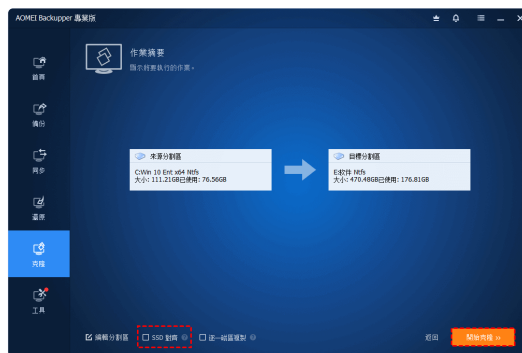 AOMEI Backupper 專業版
首頁
備份
同步
還原
克隆
工具
作業摘要
顯示將要執行的作業。
來源分割區
C:Win 10 Ent x64 Ntfs
大小: 111.21GB已使用: 76.56GB
目標分割區
E:软件 Ntfs
大小: 470.48GB已使用: 176.81GB
編輯分割區
SSD 對齊
逐一磁區複製
返回
開始克隆 »